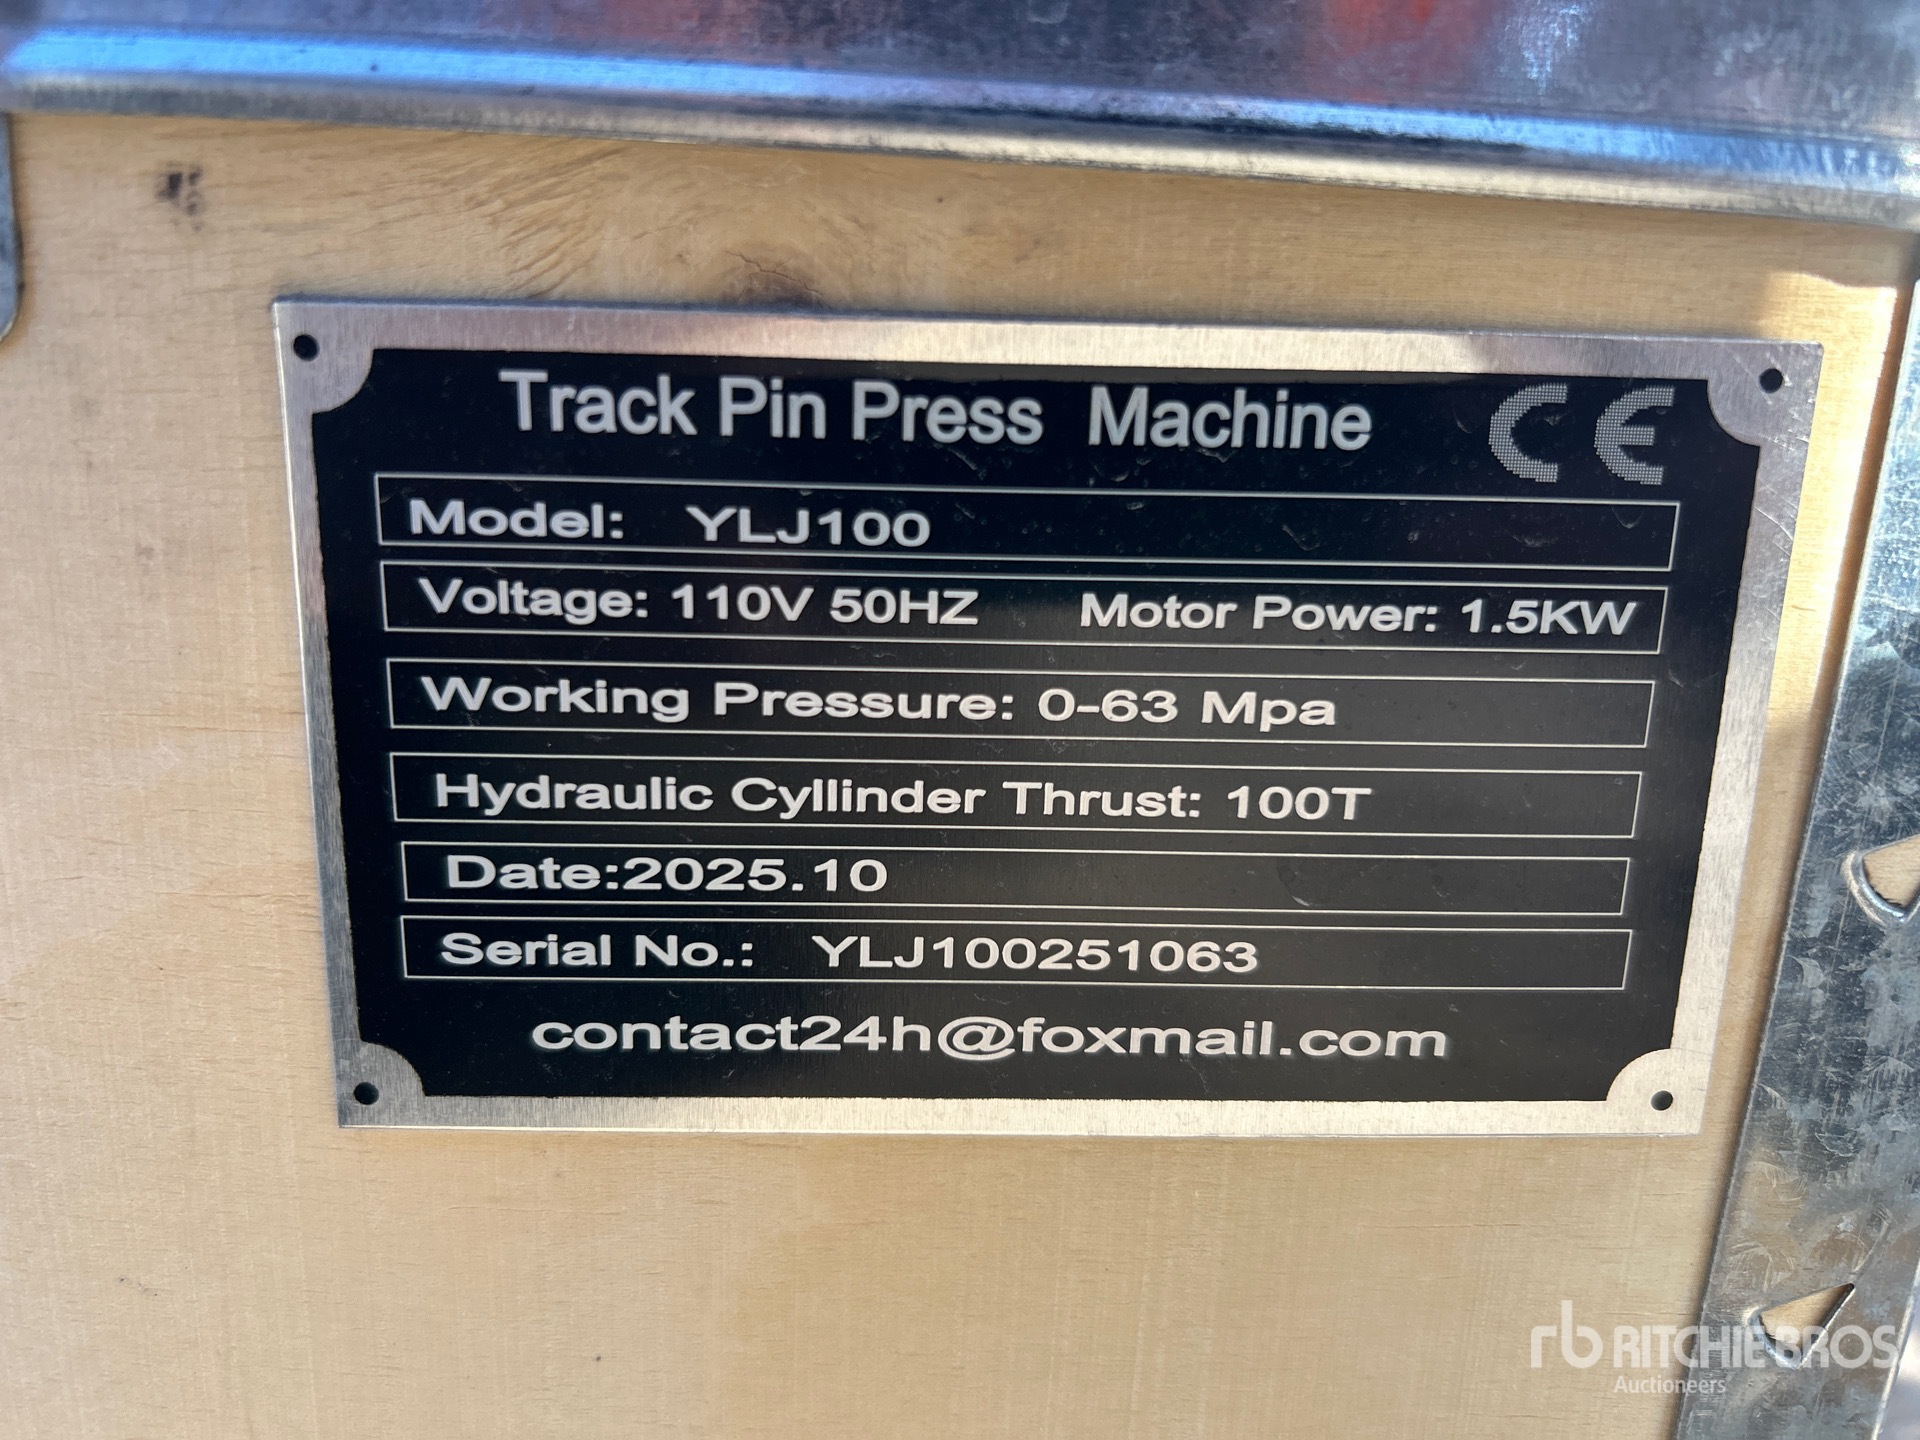 Track Pin Press Machine CE
Model: YLJ100
Voltage: 110V 50HZ Motor Power: 1.5KW
Working Pressure: 0-63 Mpa
Hydraulic Cyllinder Thrust: 100T
Date:2025.10
Serial No.: YLJ100251063
contact24h@foxmail.com
rb RITCHIE BROS
Auctioneers